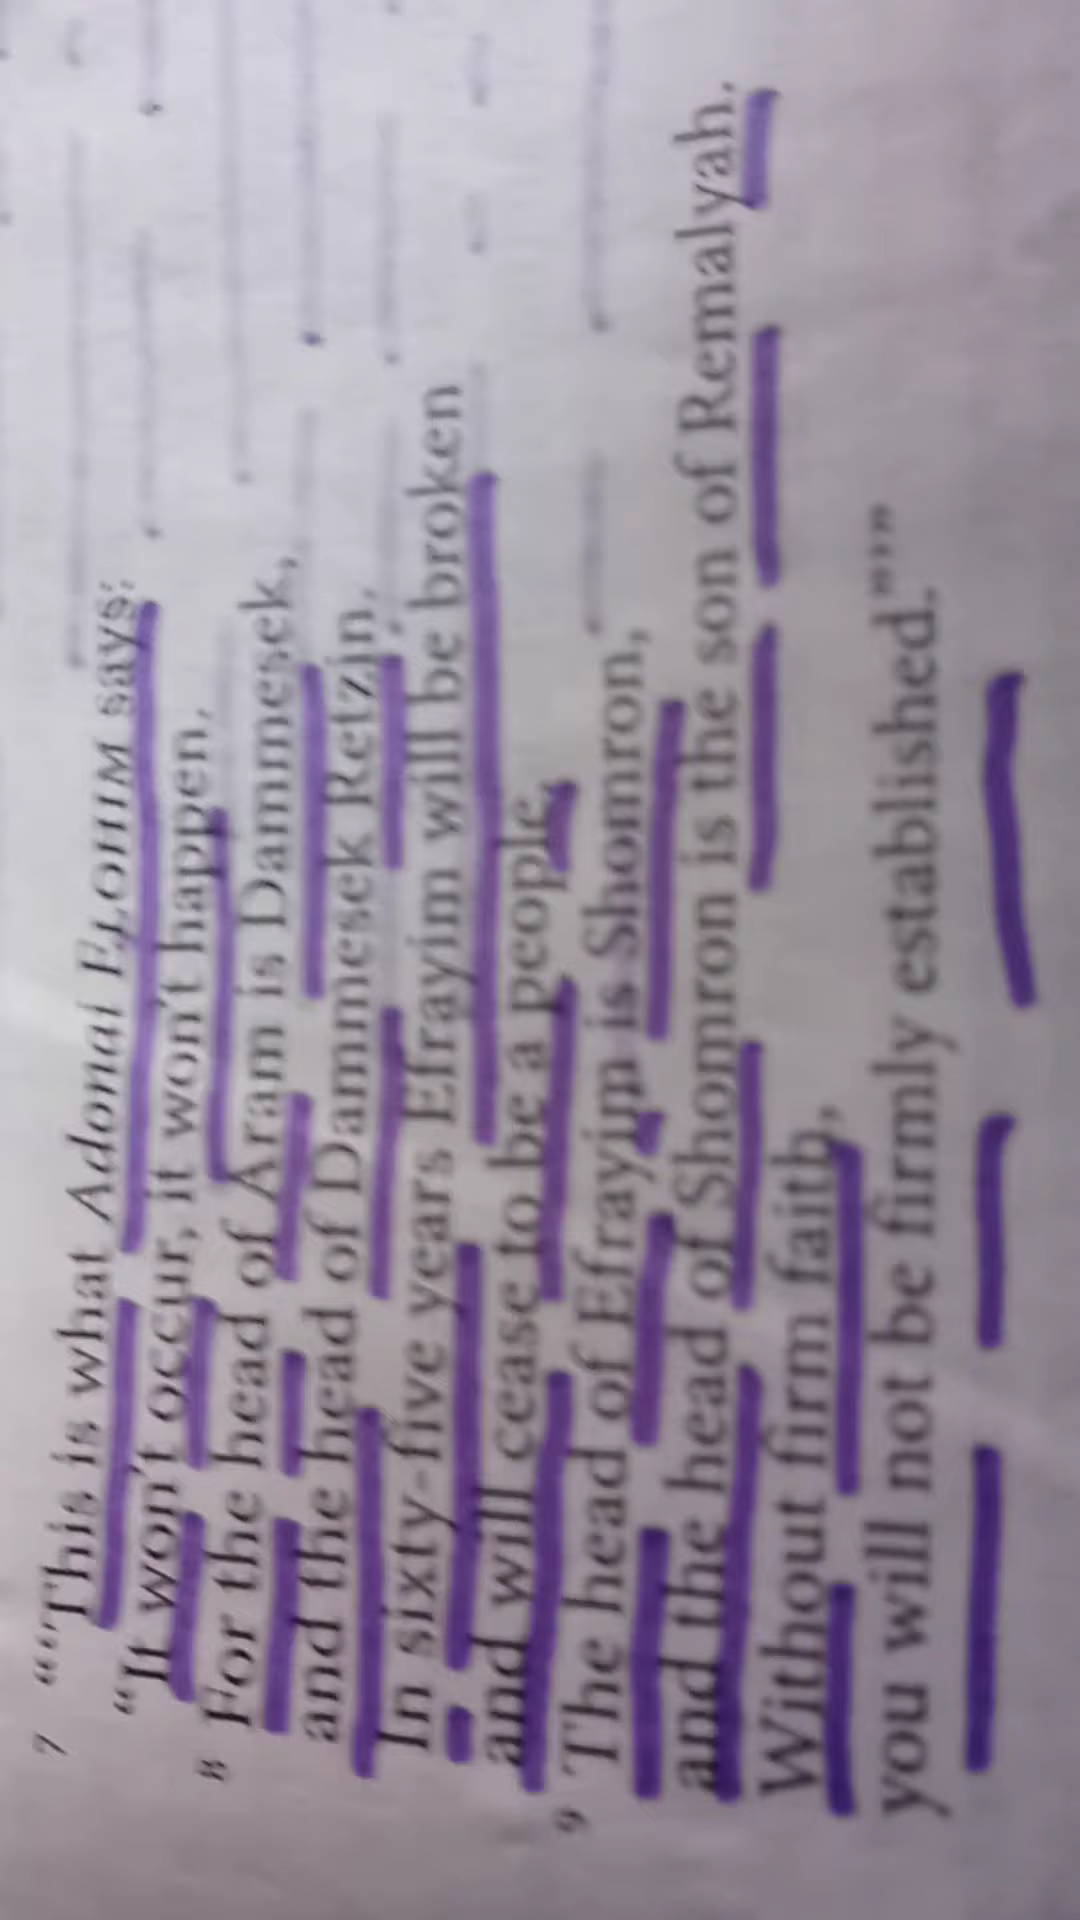 7 “‘This is what Adonai ELOHIM says:
“It won’t occur, it won’t happen.
8 For the head of Aram is Dammesek,
and the head of Dammesek Retzin.
In sixty-five years Efrayim will be broken
and will cease to be a people.
9 The head of Efrayim is Shomron,
and the head of Shomron is the son of Remalyah.
Without firm faith,
you will not be firmly established.”’”